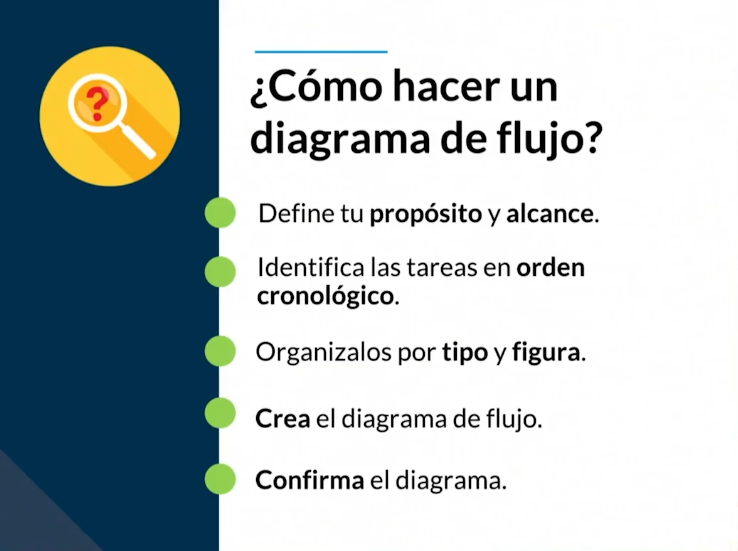 ¿Cómo hacer un
diagrama de flujo?
Define tu propósito y alcance.
Identifica las tareas en orden
cronológico.
Organizalos por tipo y figura.
Crea el diagrama de flujo.
Confirma el diagrama.